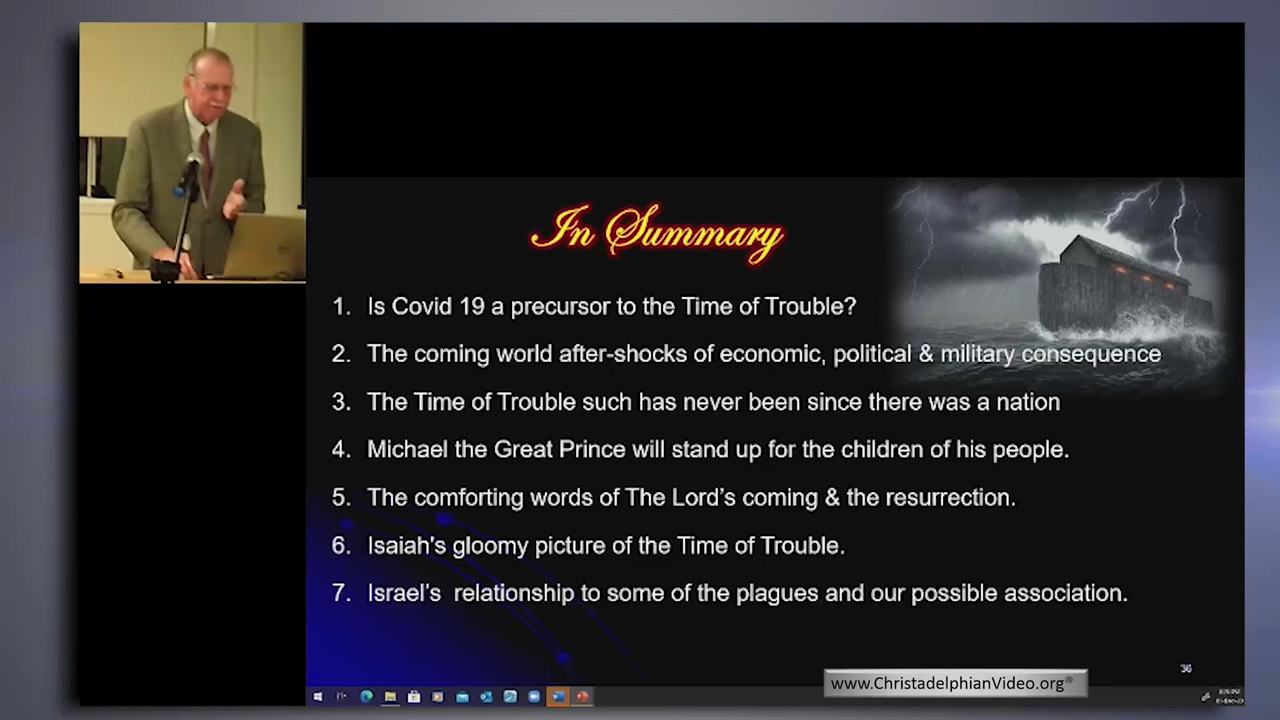 In Summary
1. Is Covid 19 a precursor to the Time of Trouble?
2. The coming world after-shocks of economic, political & military consequence
3. The Time of Trouble such has never been since there was a nation
4. Michael the Great Prince will stand up for the children of his people.
5. The comforting words of The Lord's coming & the resurrection.
6. Isaiah's gloomy picture of the Time of Trouble.
7. Israel's  relationship to some of the plagues and our possible association.
36
www.ChristadelphianVideo.org®